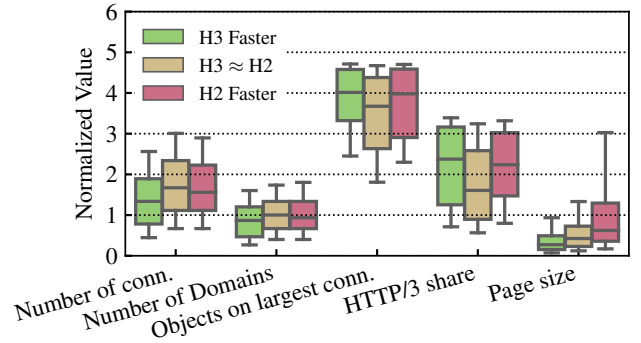 6
5
4
3
2
1
0
Normalized Value
H3 Faster
H3 ≈ H2
H2 Faster
Number of conn.
Number of Domains
Objects on largest conn.
HTTP/3 share
Page size